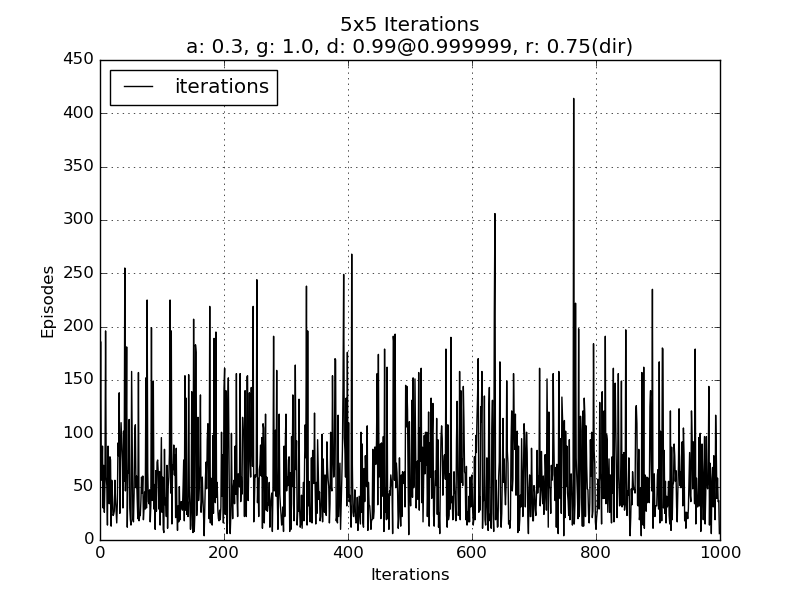 5x5 Iterations
a: 0.3, g: 1.0, d: 0.99@0.999999, r: 0.75(dir)
450
400
350
300
250
200
150
100
50
0
Episodes
iterations
0 200 400 600 800 1000
Iterations